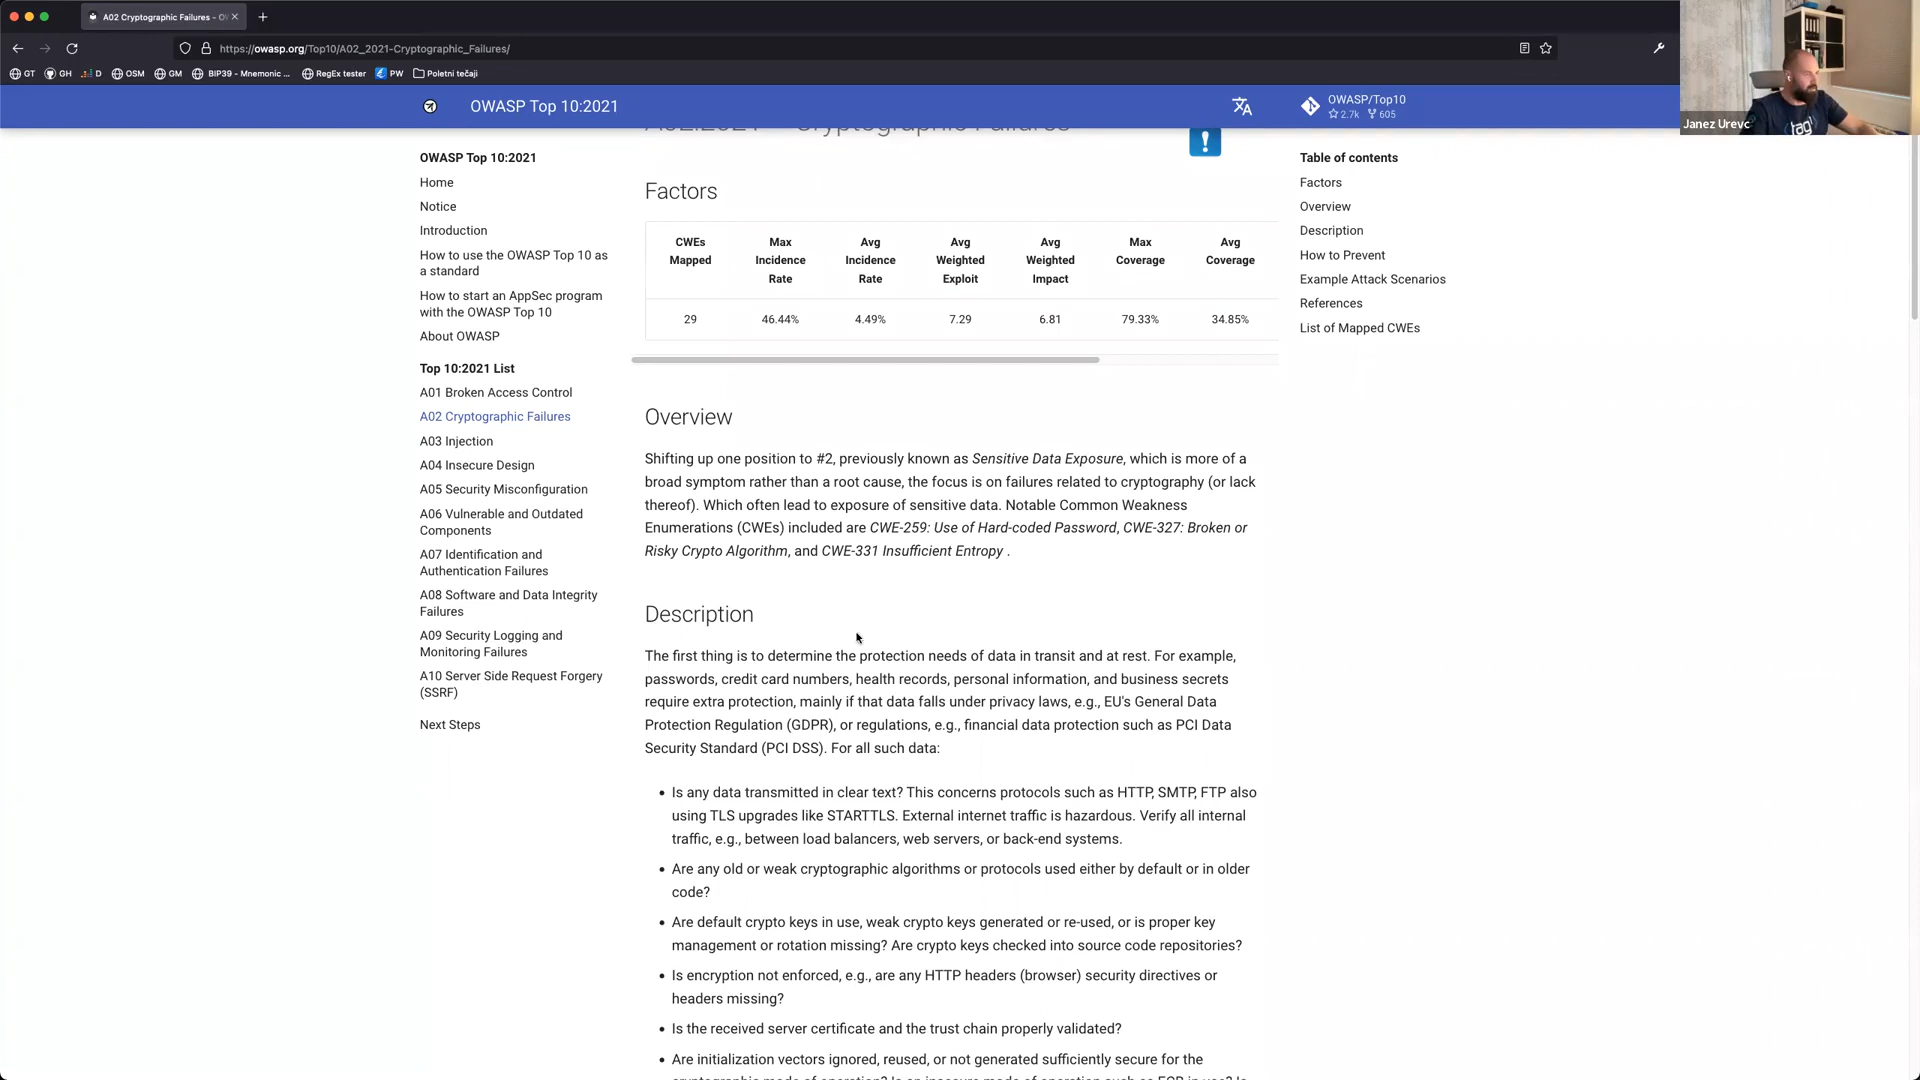 A02 Cryptographic Failures - OW
https://owasp.org/Top10/A02_2021-Cryptographic_Failures/
GT GH D OSM GM BIP39 - Mnemonic ... RegEx tester PW Poletni tečaji
OWASP Top 10:2021
OWASP/Top10
2.7k 605
Janez Urevc
tag
OWASP Top 10:2021
Home
Notice
Introduction
How to use the OWASP Top 10 as
a standard
How to start an AppSec program
with the OWASP Top 10
About OWASP
Top 10:2021 List
A01 Broken Access Control
A02 Cryptographic Failures
A03 Injection
A04 Insecure Design
A05 Security Misconfiguration
A06 Vulnerable and Outdated
Components
A07 Identification and
Authentication Failures
A08 Software and Data Integrity
Failures
A09 Security Logging and
Monitoring Failures
A10 Server Side Request Forgery
(SSRF)
Next Steps
A02:2021 – Cryptographic Failures
Factors
CWEs Mapped
Max Incidence Rate
Avg Incidence Rate
Avg Weighted Exploit
Avg Weighted Impact
Max Coverage
Avg Coverage
29 46.44% 4.49% 7.29 6.81 79.33% 34.85%
Overview
Shifting up one position to #2, previously known as Sensitive Data Exposure, which is more of a
broad symptom rather than a root cause, the focus is on failures related to cryptography (or lack
thereof). Which often lead to exposure of sensitive data. Notable Common Weakness
Enumerations (CWEs) included are CWE-259: Use of Hard-coded Password, CWE-327: Broken or
Risky Crypto Algorithm, and CWE-331 Insufficient Entropy .
Description
The first thing is to determine the protection needs of data in transit and at rest. For example,
passwords, credit card numbers, health records, personal information, and business secrets
require extra protection, mainly if that data falls under privacy laws, e.g., EU's General Data
Protection Regulation (GDPR), or regulations, e.g., financial data protection such as PCI Data
Security Standard (PCI DSS). For all such data:
• Is any data transmitted in clear text? This concerns protocols such as HTTP, SMTP, FTP also
using TLS upgrades like STARTTLS. External internet traffic is hazardous. Verify all internal
traffic, e.g., between load balancers, web servers, or back-end systems.
• Are any old or weak cryptographic algorithms or protocols used either by default or in older
code?
• Are default crypto keys in use, weak crypto keys generated or re-used, or is proper key
management or rotation missing? Are crypto keys checked into source code repositories?
• Is encryption not enforced, e.g., are any HTTP headers (browser) security directives or
headers missing?
• Is the received server certificate and the trust chain properly validated?
• Are initialization vectors ignored, reused, or not generated sufficiently secure for the
Table of contents
Factors
Overview
Description
How to Prevent
Example Attack Scenarios
References
List of Mapped CWEs